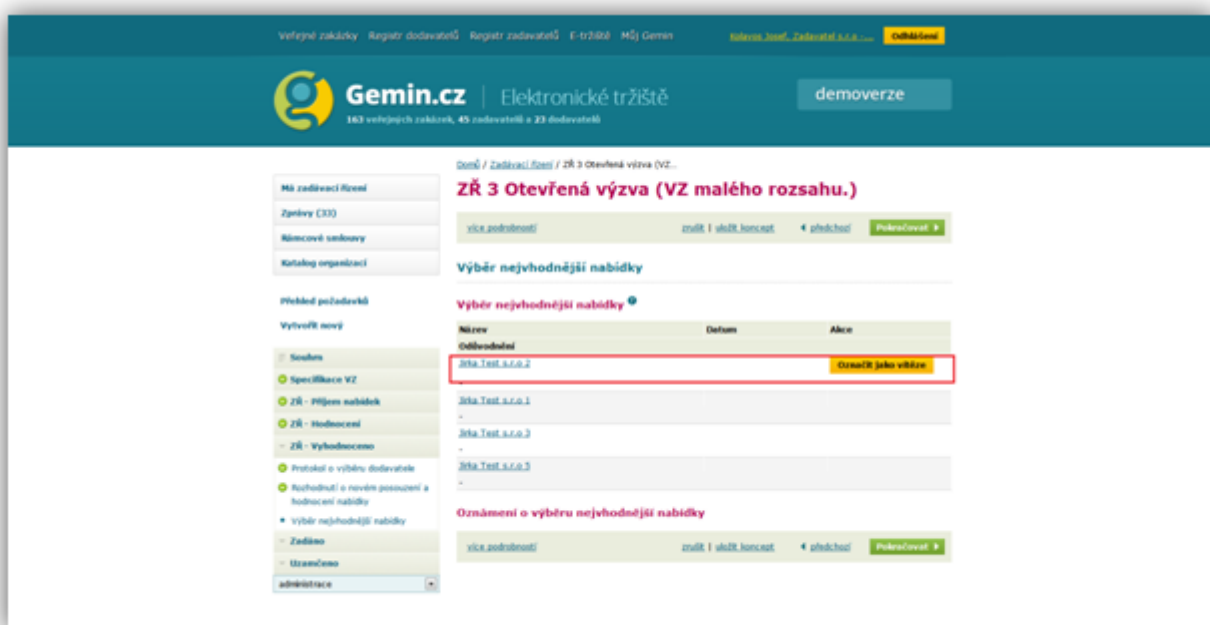 Veřejné zakázky Registr dodavatelů Registr zadavatelů E-tržiště Můj Gemin Kolavos Josef, Zadavatel s.r.o -... Odhlášení
Gemin.cz | Elektronické tržiště
demoverze
163 veřejných zakázek, 45 zadavatelů a 23 dodavatelů
Domů / Zadávací řízení / ZŘ 3 Otevřená výzva (VZ...
ZŘ 3 Otevřená výzva (VZ malého rozsahu.)
Má zadávací řízení
Zprávy (33)
Rámcové smlouvy
Katalog organizací
Přehled požadavků
Vytvořit nový
Souhrn
Specifikace VZ
ZŘ - Příjem nabídek
ZŘ - Hodnocení
ZŘ - Vyhodnoceno
Protokol o výběru dodavatele
Rozhodnutí o novém posouzení a
hodnocení nabídky
Výběr nejvhodnější nabídky
Zadáno
Uzamčeno
administrace
více podrobností zrušit | uložit koncept předchozí Pokračovat
Výběr nejvhodnější nabídky
Výběr nejvhodnější nabídky
Název Datum Akce
Odůvodnění
Jirka Test s.r.o 2 Označit jako vítěze
-
Jirka Test s.r.o 1
-
Jirka Test s.r.o 3
-
Jirka Test s.r.o 5
-
Oznámení o výběru nejvhodnější nabídky
více podrobností zrušit | uložit koncept předchozí Pokračovat